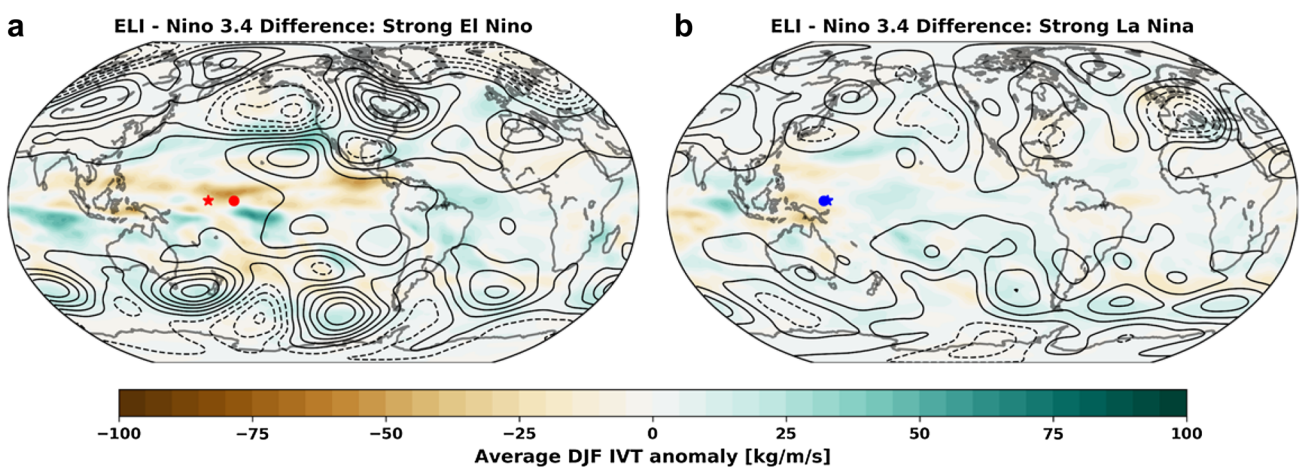 a
ELI - Nino 3.4 Difference: Strong El Nino
b
ELI - Nino 3.4 Difference: Strong La Nina
−100 −75 −50 −25 0 25 50 75 100
Average DJF IVT anomaly [kg/m/s]